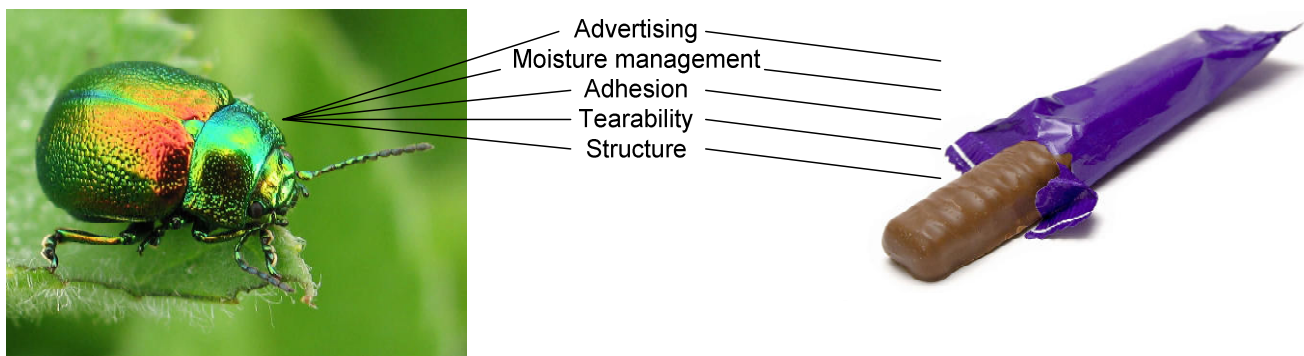 Advertising
Moisture management
Adhesion
Tearability
Structure